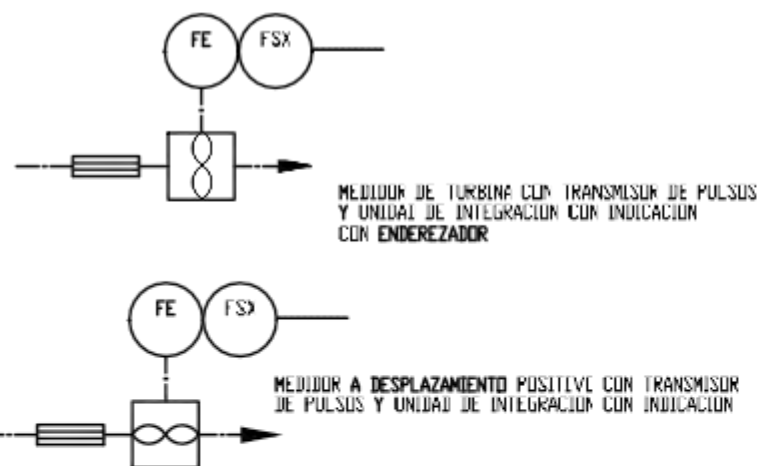 FE FSX
MEDIDOR DE TURBINA CON TRANSMISOR DE PULSOS
Y UNIDAD DE INTEGRACION CON INDICACION
CON ENDEREZADOR
FE FSX
MEDIDOR A DESPLAZAMIENTO POSITIVO CON TRANSMISOR
DE PULSOS Y UNIDAD DE INTEGRACION CON INDICACION